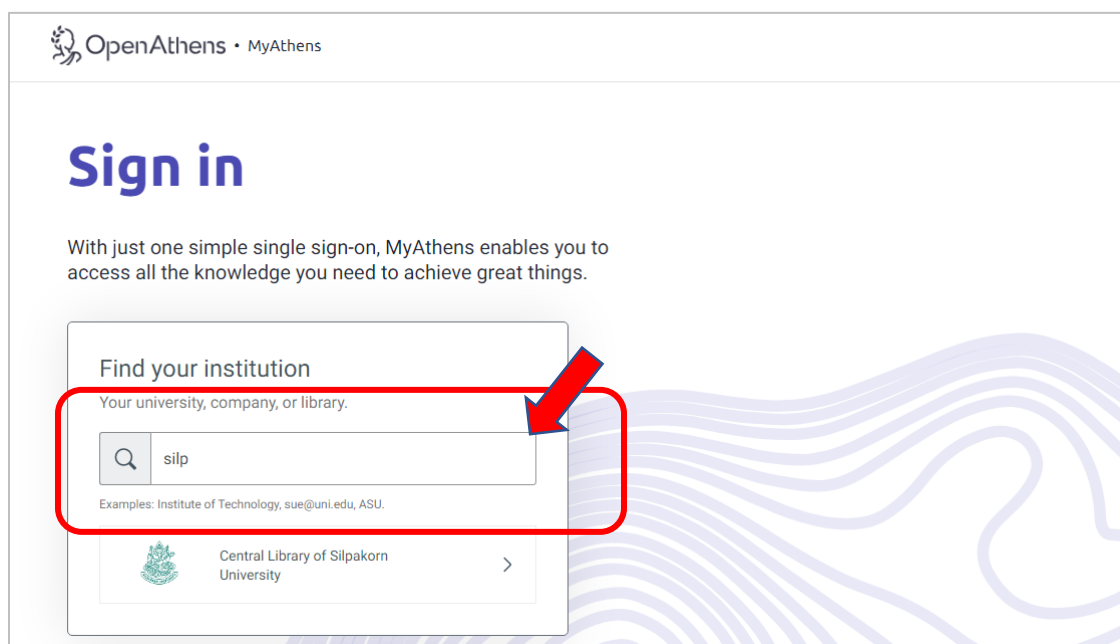 OpenAthens • MyAthens
Sign in
With just one simple single sign-on, MyAthens enables you to
access all the knowledge you need to achieve great things.
Find your institution
Your university, company, or library.
silp
Examples: Institute of Technology, sue@uni.edu, ASU.
Central Library of Silpakorn
University